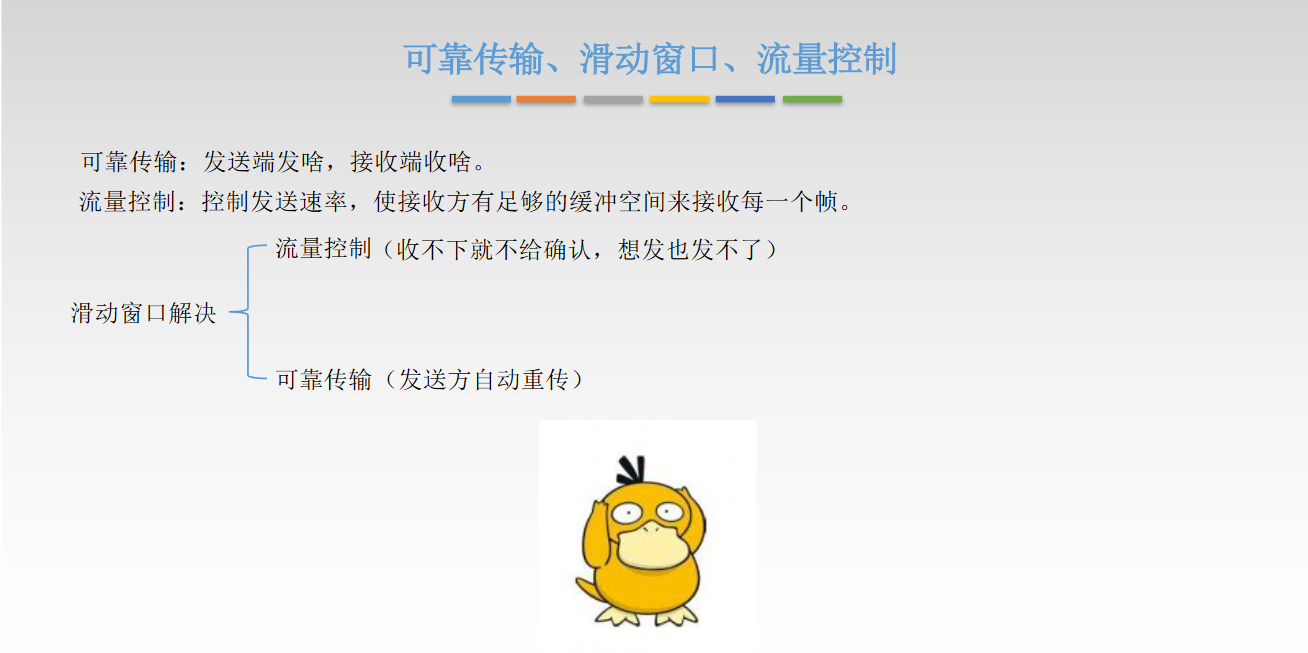 可靠传输、滑动窗口、流量控制
可靠传输：发送端发啥，接收端收啥。
流量控制：控制发送速率，使接收方有足够的缓冲空间来接收每一个帧。
流量控制（收不下就不给确认，想发也发不了）
滑动窗口解决
可靠传输（发送方自动重传）